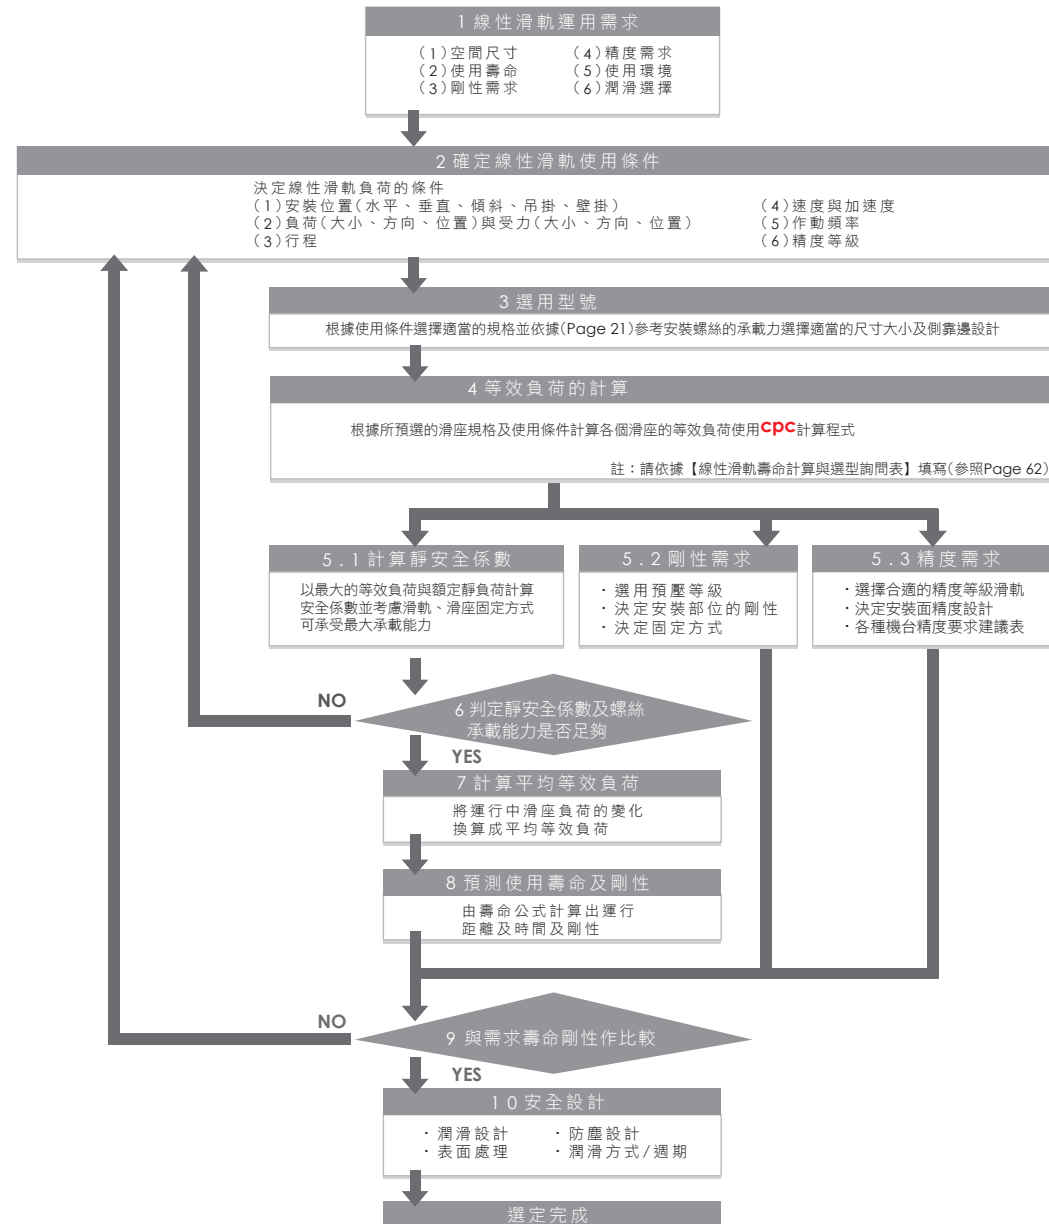 1 線性滑軌運用需求
(1)空間尺寸
(2)使用壽命
(3)剛性需求
(4)精度需求
(5)使用環境
(6)潤滑選擇
2 確定線性滑軌使用條件
決定線性滑軌負荷的條件
(1)安裝位置(水平、垂直、傾斜、吊掛、壁掛)
(2)負荷(大小、方向、位置)與受力(大小、方向、位置)
(3)行程
(4)速度與加速度
(5)作動頻率
(6)精度等級
3 選用型號
根據使用條件選擇適當的規格並依據(Page 21)參考安裝螺絲的承載力選擇適當的尺寸大小及側靠邊設計
4 等效負荷的計算
根據所預選的滑座規格及使用條件計算各個滑座的等效負荷使用cpc計算程式
註：請依據【線性滑軌壽命計算與選型詢問表】填寫(參照Page 62)
5.1 計算靜安全係數
以最大的等效負荷與額定靜負荷計算
安全係數並考慮滑軌、滑座固定方式
可承受最大承載能力
5.2 剛性需求
・選用預壓等級
・決定安裝部位的剛性
・決定固定方式
5.3 精度需求
・選擇合適的精度等級滑軌
・決定安裝面精度設計
・各種機台精度要求建議表
NO
6 判定靜安全係數及螺絲
承載能力是否足夠
YES
7 計算平均等效負荷
將運行中滑座負荷的變化
換算成平均等效負荷
8 預測使用壽命及剛性
由壽命公式計算出運行
距離及時間及剛性
NO
9 與需求壽命剛性作比較
YES
10 安全設計
・潤滑設計
・表面處理
・防塵設計
・潤滑方式/週期
選定完成